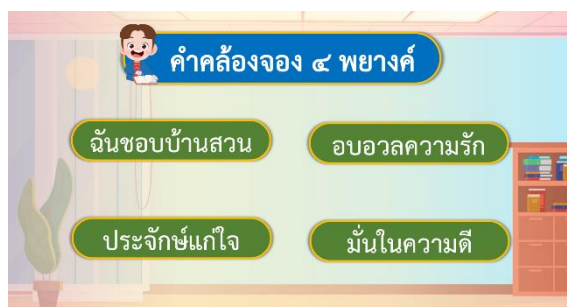 คำคล้องจอง ๔ พยางค์
ฉันชอบบ้านสวน
อบอวลความรัก
ประจักษ์แก่ใจ
มั่นในความดี